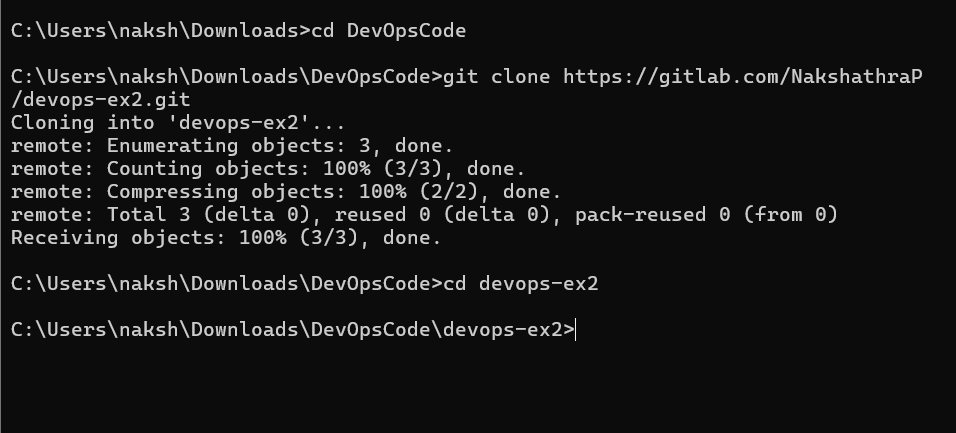 C:\Users\naksh\Downloads>cd DevOpsCode
C:\Users\naksh\Downloads\DevOpsCode>git clone https://gitlab.com/NakshathraP
/devops-ex2.git
Cloning into 'devops-ex2'...
remote: Enumerating objects: 3, done.
remote: Counting objects: 100% (3/3), done.
remote: Compressing objects: 100% (2/2), done.
remote: Total 3 (delta 0), reused 0 (delta 0), pack-reused 0 (from 0)
Receiving objects: 100% (3/3), done.
C:\Users\naksh\Downloads\DevOpsCode>cd devops-ex2
C:\Users\naksh\Downloads\DevOpsCode\devops-ex2>